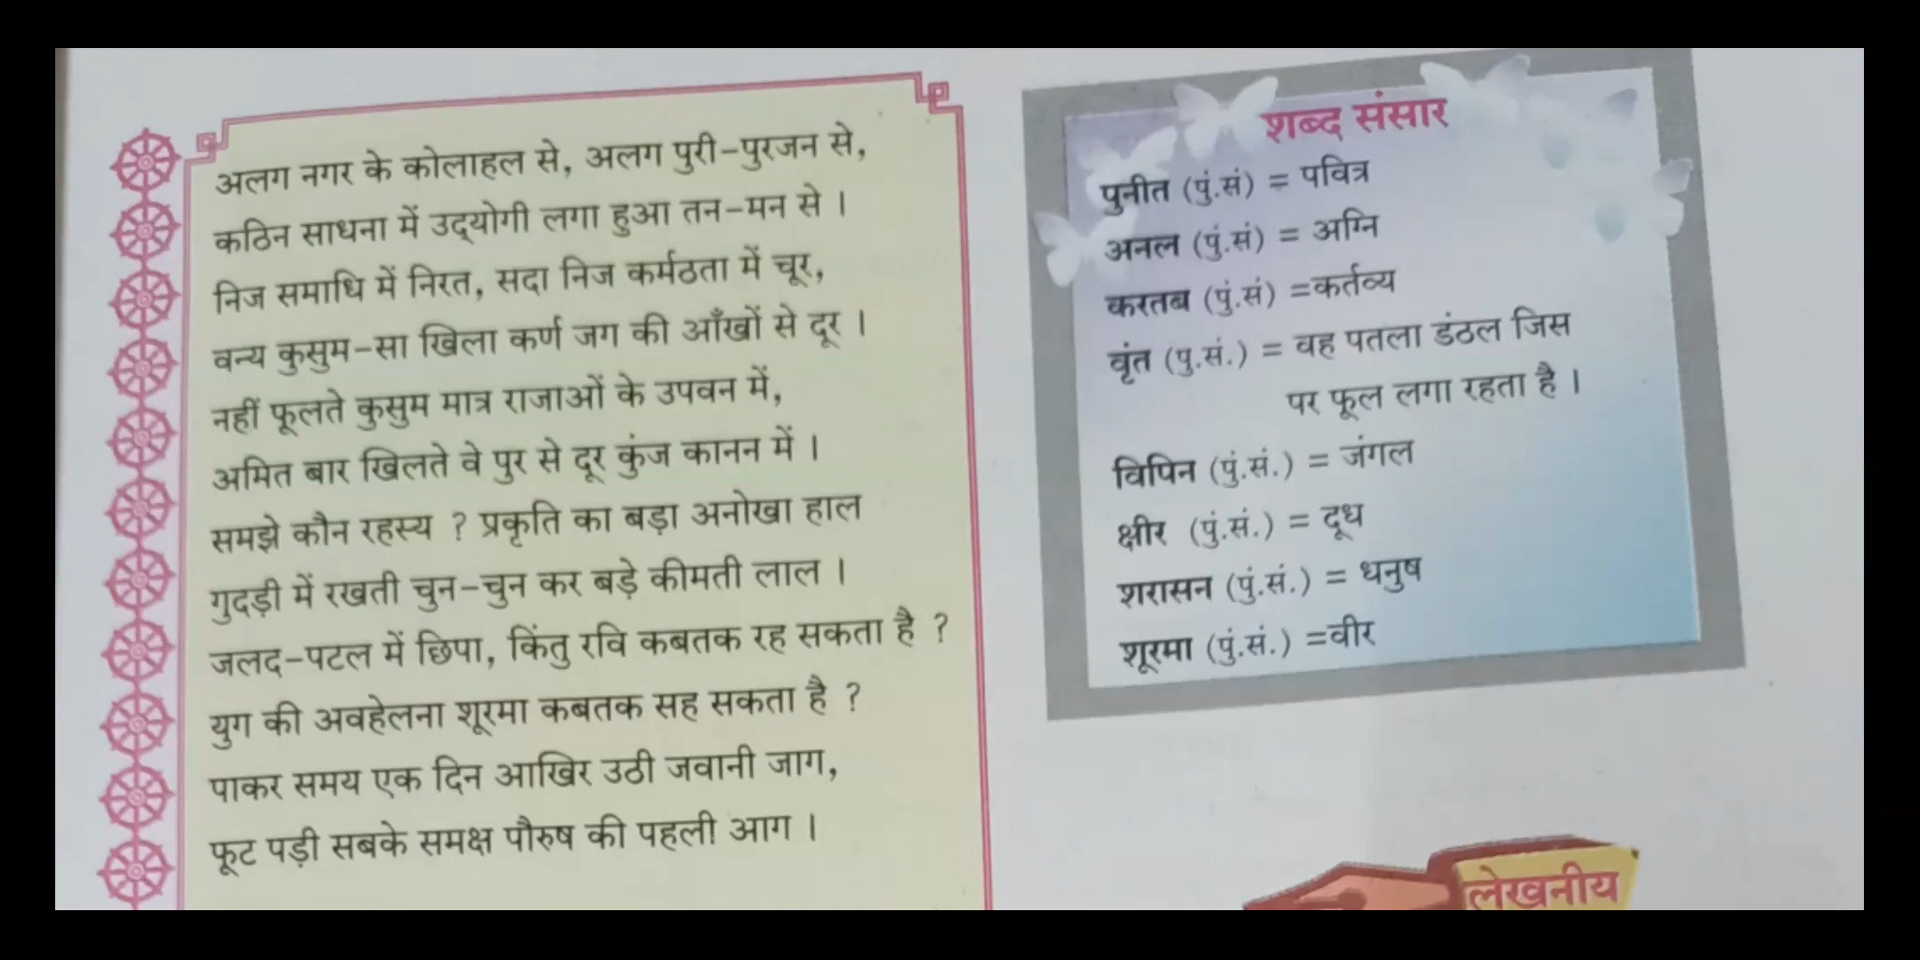 अलग नगर के कोलाहल से, अलग पुरी-पुरजन से,
कठिन साधना में उद्‌योगी लगा हुआ तन-मन से ।
निज समाधि में निरत, सदा निज कर्मठता में चूर,
वन्य कुसुम-सा खिला कर्ण जग की आँखों से दूर ।
नहीं फूलते कुसुम मात्र राजाओं के उपवन में,
अमित बार खिलते वे पुर से दूर कुंज कानन में ।
समझे कौन रहस्य ? प्रकृति का बड़ा अनोखा हाल
गुदड़ी में रखती चुन-चुन कर बड़े कीमती लाल ।
जलद-पटल में छिपा, किंतु रवि कबतक रह सकता है ?
युग की अवहेलना शूरमा कबतक सह सकता है ?
पाकर समय एक दिन आखिर उठी जवानी जाग,
फूट पड़ी सबके समक्ष पौरुष की पहली आग ।
शब्द संसार
पुनीत (पुं.सं) = पवित्र
अनल (पुं.सं) = अग्नि
करतब (पुं.सं) =कर्तव्य
वृंत (पु.सं.) = वह पतला डंठल जिस
पर फूल लगा रहता है ।
विपिन (पुं.सं.) = जंगल
क्षीर (पुं.सं.) = दूध
शरासन (पुं.सं.) = धनुष
शूरमा (पुं.सं.) =वीर
लेखनीय